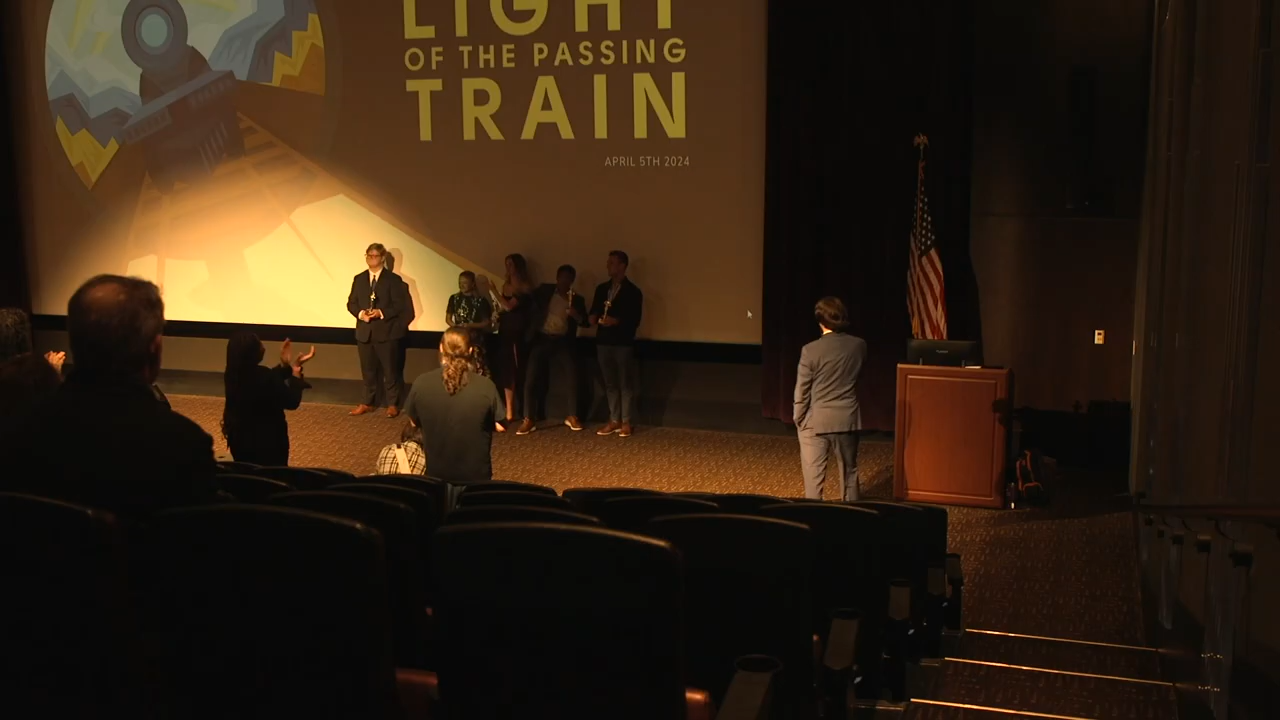 LIGHT
OF THE PASSING
TRAIN
APRIL 5TH 2024